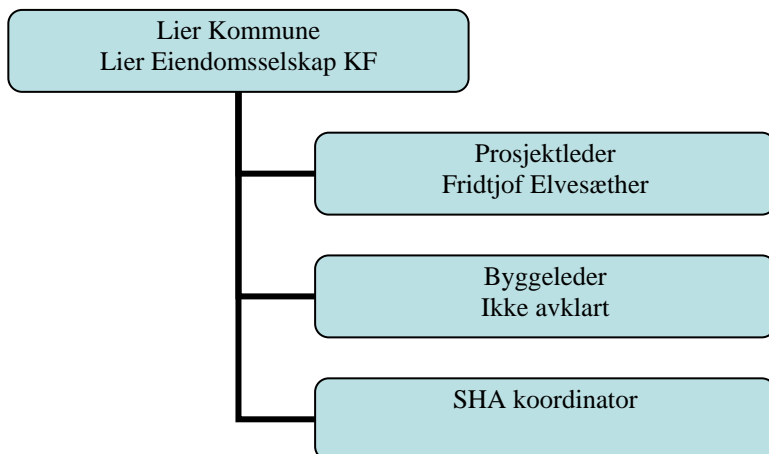 Lier Kommune
Lier Eiendomsselskap KF
Prosjektleder
Fridtjof Elvesæther
Byggeleder
Ikke avklart
SHA koordinator